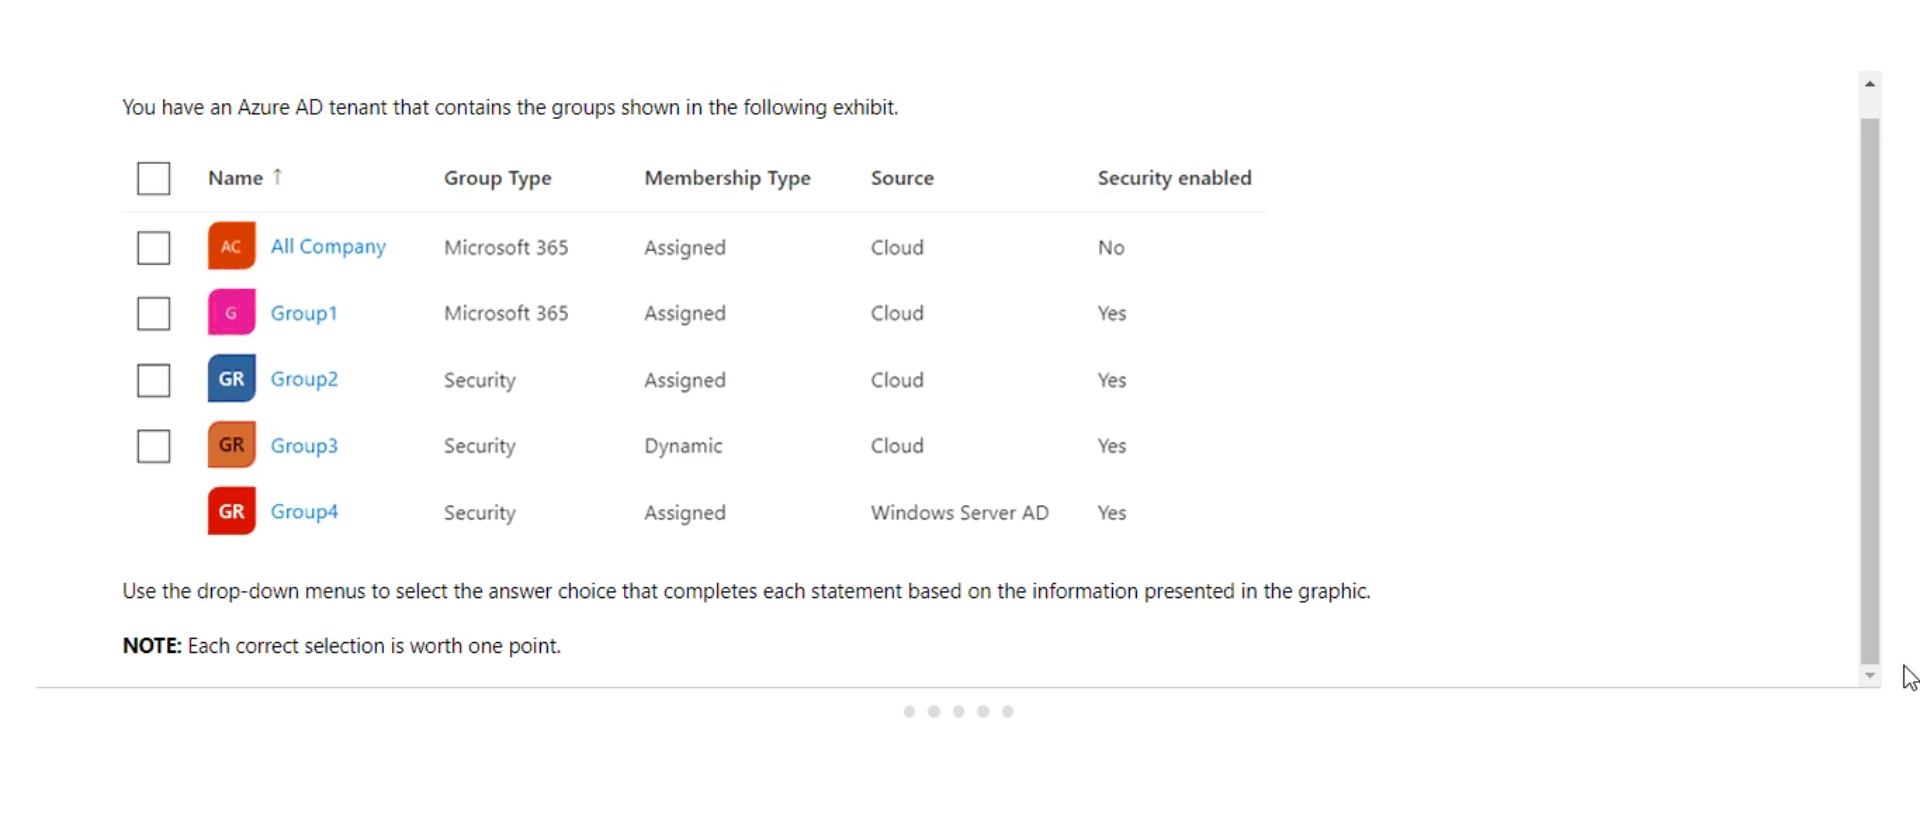 You have an Azure AD tenant that contains the groups shown in the following exhibit.
Name ↑ Group Type Membership Type Source Security enabled
AC All Company Microsoft 365 Assigned Cloud No
G Group1 Microsoft 365 Assigned Cloud Yes
GR Group2 Security Assigned Cloud Yes
GR Group3 Security Dynamic Cloud Yes
GR Group4 Security Assigned Windows Server AD Yes
Use the drop-down menus to select the answer choice that completes each statement based on the information presented in the graphic.
NOTE: Each correct selection is worth one point.